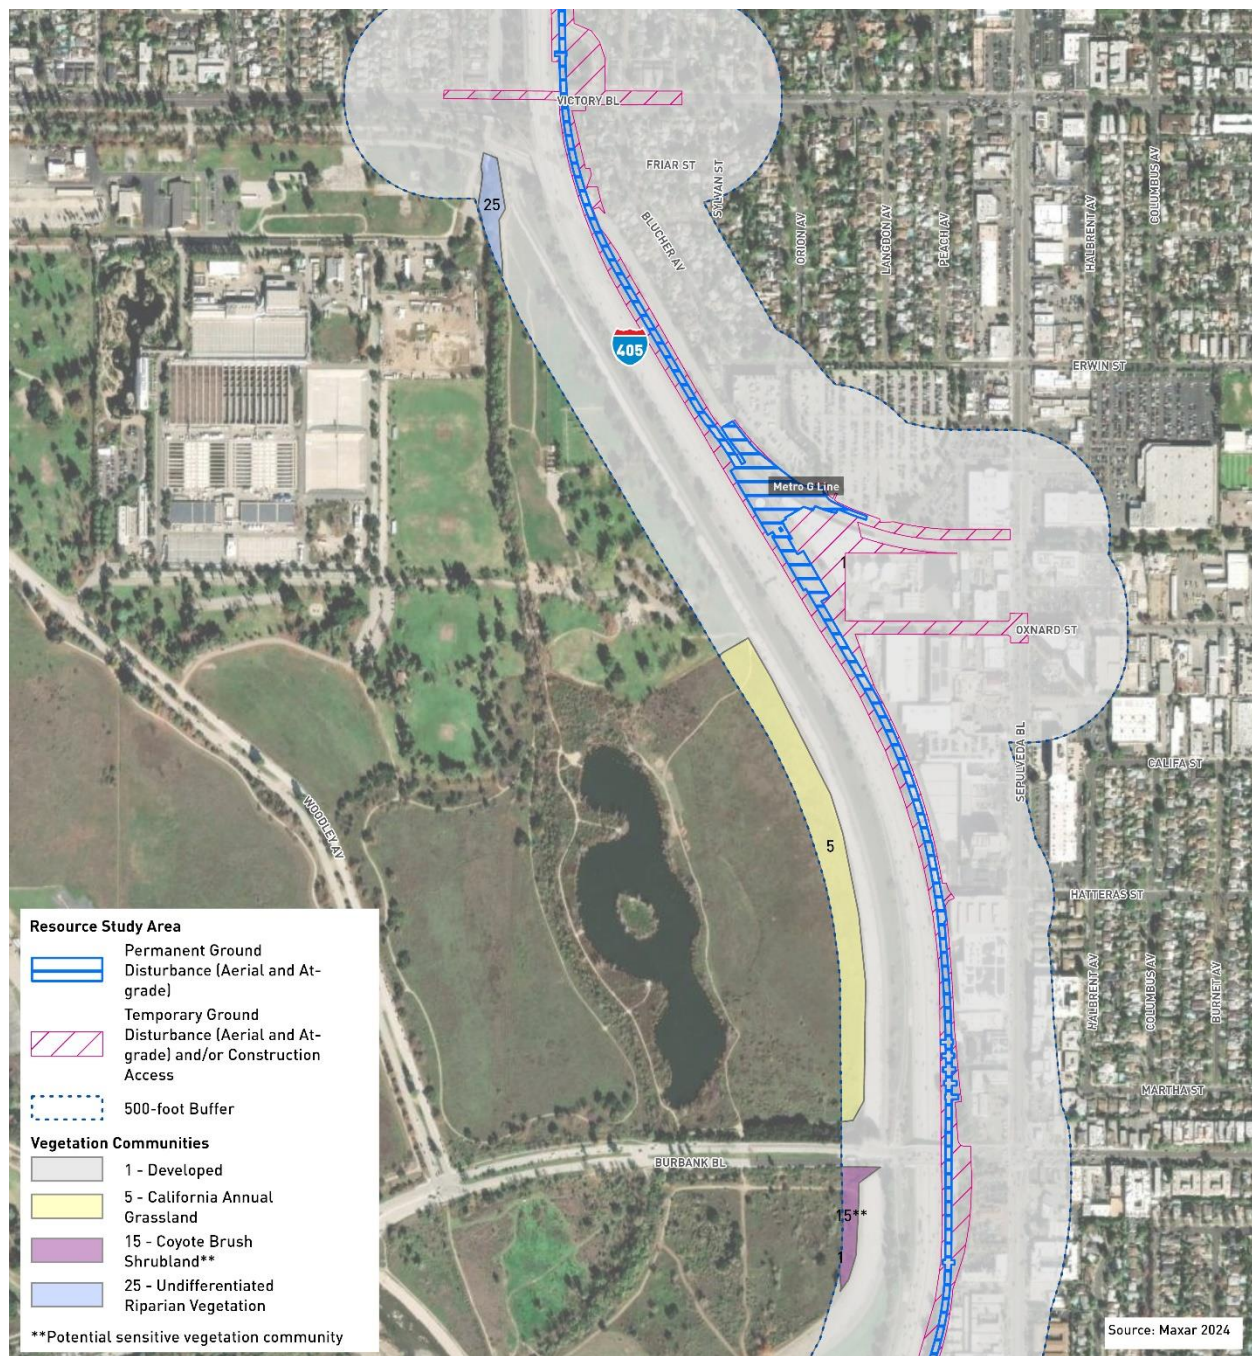 VICTORY BL
FRIAR ST
SYLVAN ST
COLUMBUS AV
25
BLUCHER AV
ORION AV
LANGDON AV
PEACH AV
HALBRENT AV
405
ERWIN ST
Metro G Line
1
OXNARD ST
SEPULVEDA BL
CALIFA ST
WOODLEY AV
5
HATTERAS ST
HALBRENT AV
COLUMBUS AV
BURNET AV
MARTHA ST
BURBANK BL
15**
1
Resource Study Area
Permanent Ground
Disturbance (Aerial and At-
grade)
Temporary Ground
Disturbance (Aerial and At-
grade) and/or Construction
Access
500-foot Buffer
Vegetation Communities
1 - Developed
5 - California Annual
Grassland
15 - Coyote Brush
Shrubland**
25 - Undifferentiated
Riparian Vegetation
**Potential sensitive vegetation community
Source: Maxar 2024